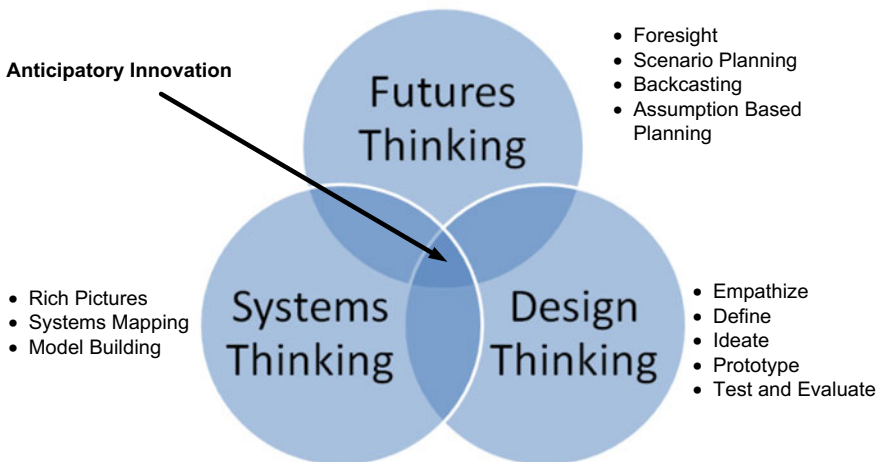 Anticipatory Innovation
Futures
Thinking
• Foresight
• Scenario Planning
• Backcasting
• Assumption Based
Planning
• Rich Pictures
• Systems Mapping
• Model Building
Systems
Thinking
Design
Thinking
• Empathize
• Define
• Ideate
• Prototype
• Test and Evaluate